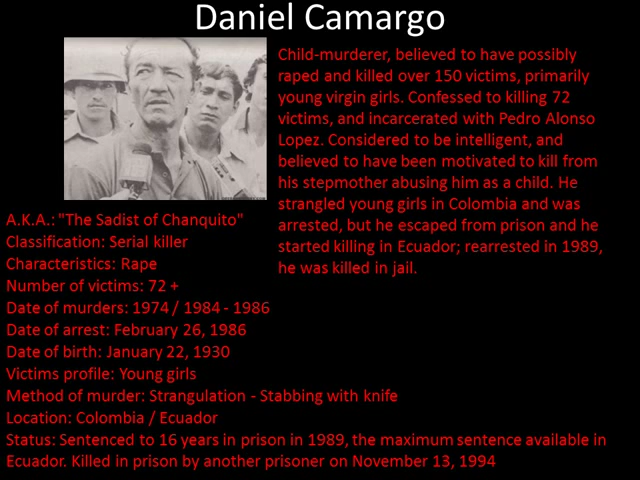 Daniel Camargo
Child-murderer, believed to have possibly
raped and killed over 150 victims, primarily
young virgin girls. Confessed to killing 72
victims, and incarcerated with Pedro Alonso
Lopez. Considered to be intelligent, and
believed to have been motivated to kill from
his stepmother abusing him as a child. He
strangled young girls in Colombia and was
arrested, but he escaped from prison and he
started killing in Ecuador; rearrested in 1989,
he was killed in jail.
A.K.A.: "The Sadist of Chanquito"
Classification: Serial killer
Characteristics: Rape
Number of victims: 72 +
Date of murders: 1974 / 1984 - 1986
Date of arrest: February 26, 1986
Date of birth: January 22, 1930
Victims profile: Young girls
Method of murder: Strangulation - Stabbing with knife
Location: Colombia / Ecuador
Status: Sentenced to 16 years in prison in 1989, the maximum sentence available in
Ecuador. Killed in prison by another prisoner on November 13, 1994